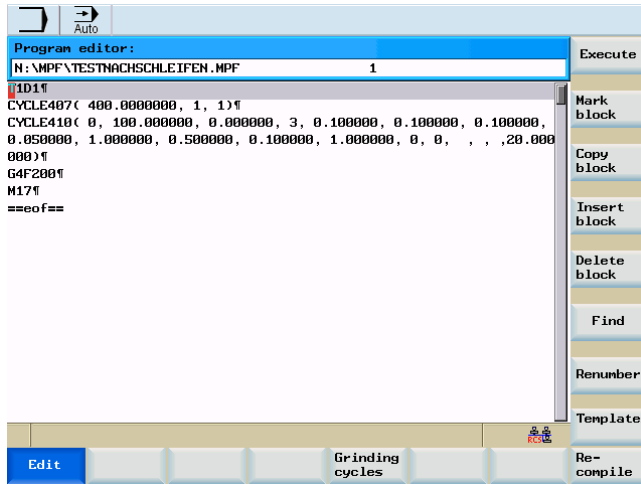 Auto
Program editor:
N:\MPF\TESTNACHSCHLEIFEN.MPF 1
T1D1¶
CYCLE407( 400.0000000, 1, 1)¶
CYCLE410( 0, 100.000000, 0.000000, 3, 0.100000, 0.100000, 0.100000,
0.050000, 1.000000, 0.500000, 0.100000, 1.000000, 0, 0, , , ,20.000
000)¶
G4F200¶
M17¶
==eof==
Execute
Mark
block
Copy
block
Insert
block
Delete
block
Find
Renumber
Template
RCS
Edit
Grinding
cycles
Re-
compile